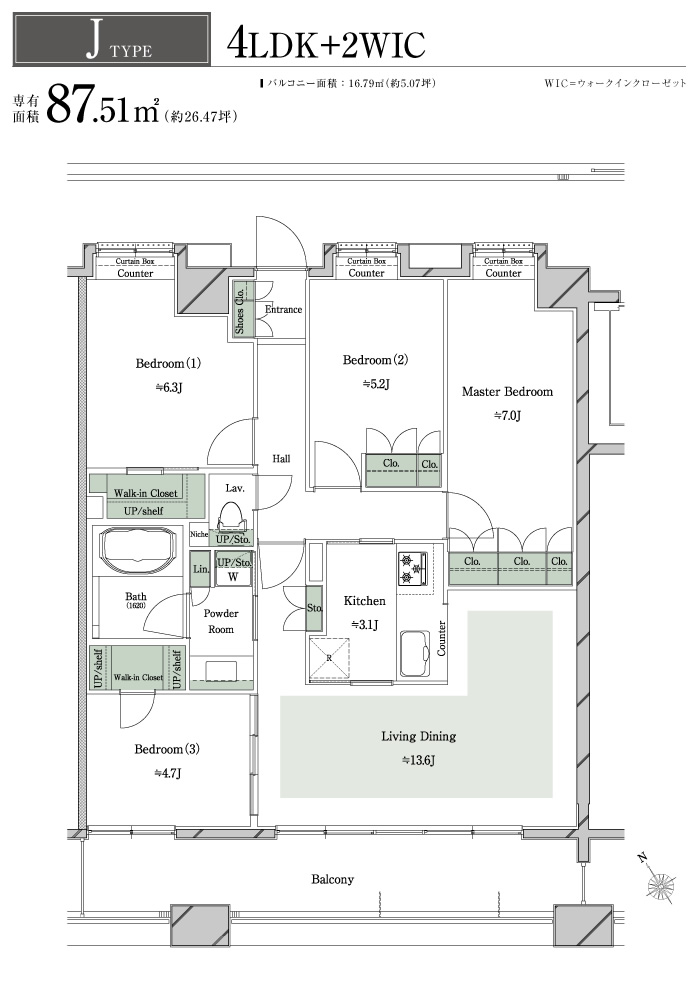 J TYPE
4LDK+2WIC
専有面積 87.51㎡(約26.47坪)
バルコニー面積:16.79㎡(約5.07坪)
WIC=ウォークインクローゼット
Curtain Box
Counter
Curtain Box
Counter
Curtain Box
Counter
Shoes Clo.
Entrance
Bedroom(1)
≒6.3J
Bedroom(2)
≒5.2J
Master Bedroom
≒7.0J
Hall
Clo.
Clo.
Walk-in Closet
UP/shelf
Lav.
Niche
UP/Sto.
Lin.
UP/Sto.
W
Clo.
Clo.
Clo.
Bath
(1620)
Powder
Room
Sto.
Kitchen
≒3.1J
Counter
R
UP/shelf
Walk-in Closet
UP/shelf
Living Dining
≒13.6J
Bedroom(3)
≒4.7J
Balcony
N